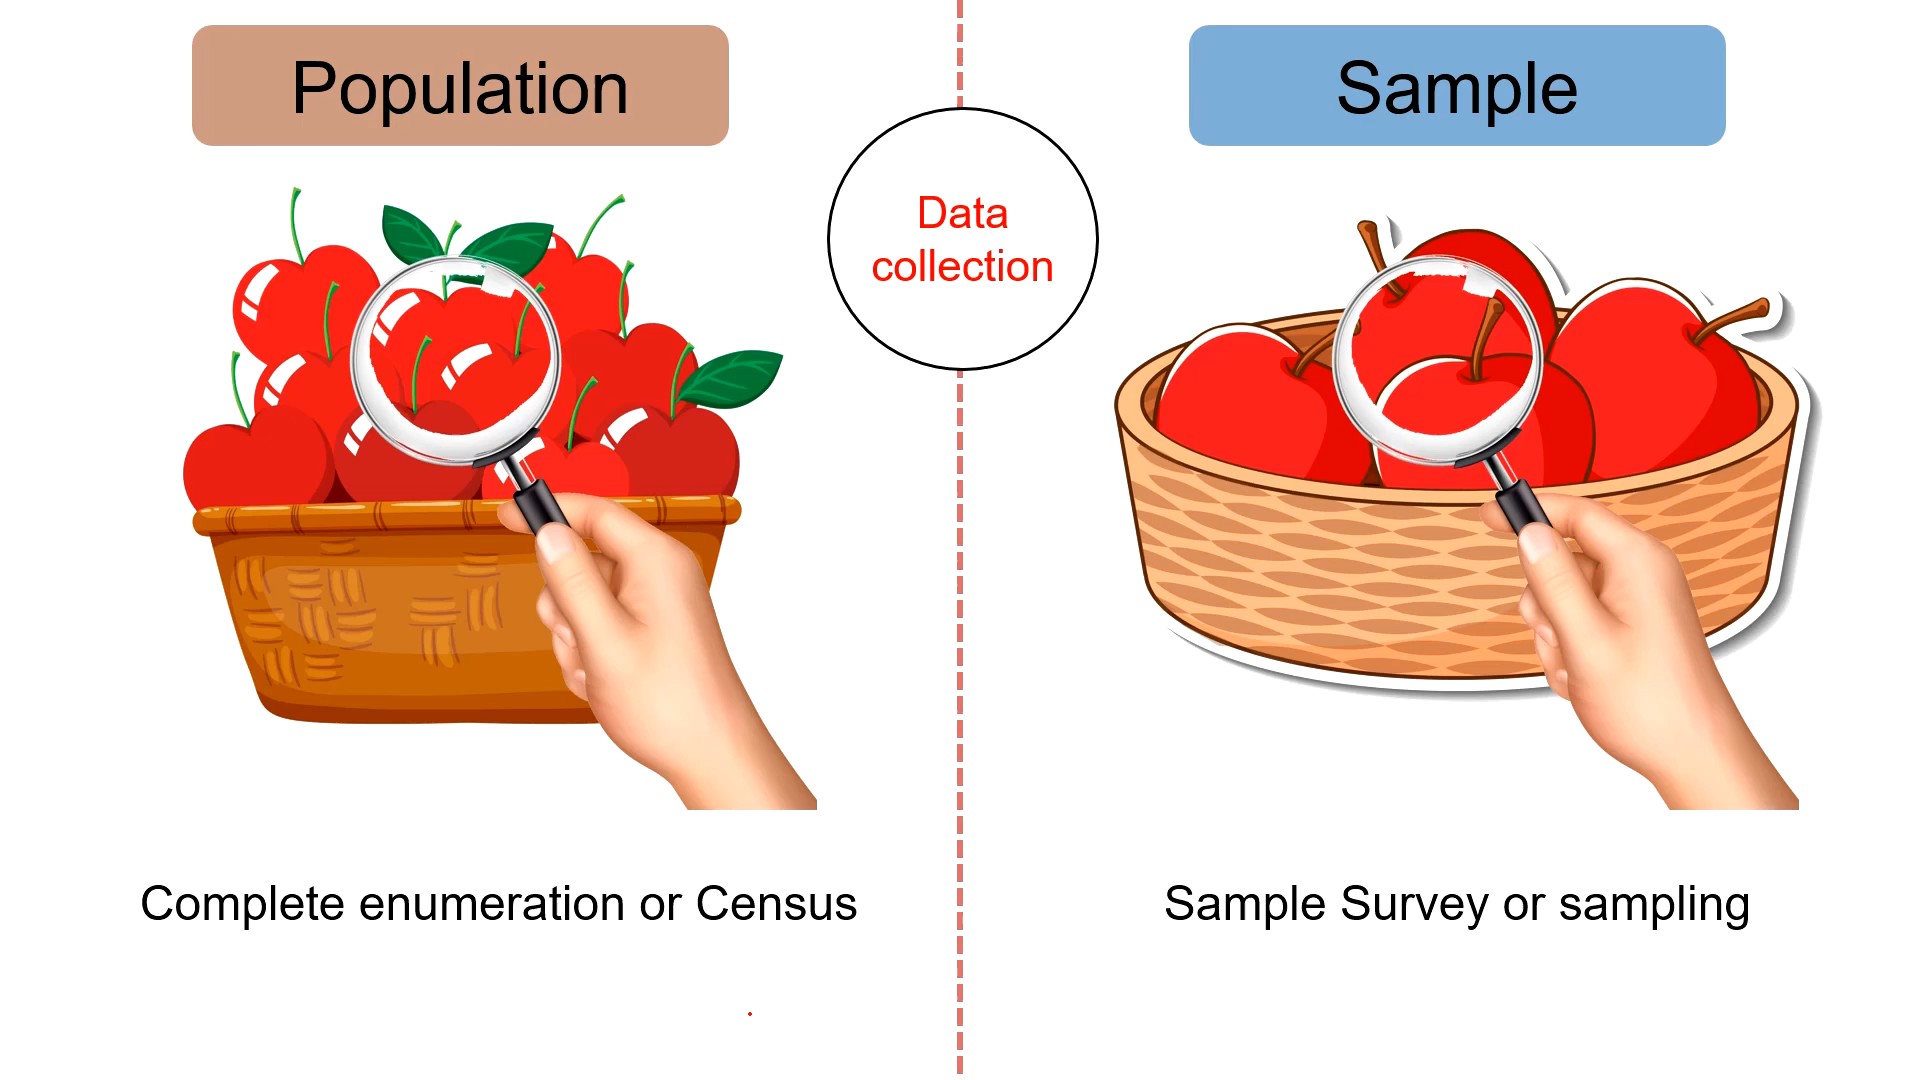 Population
Sample
Data
collection
Complete enumeration or Census
Sample Survey or sampling